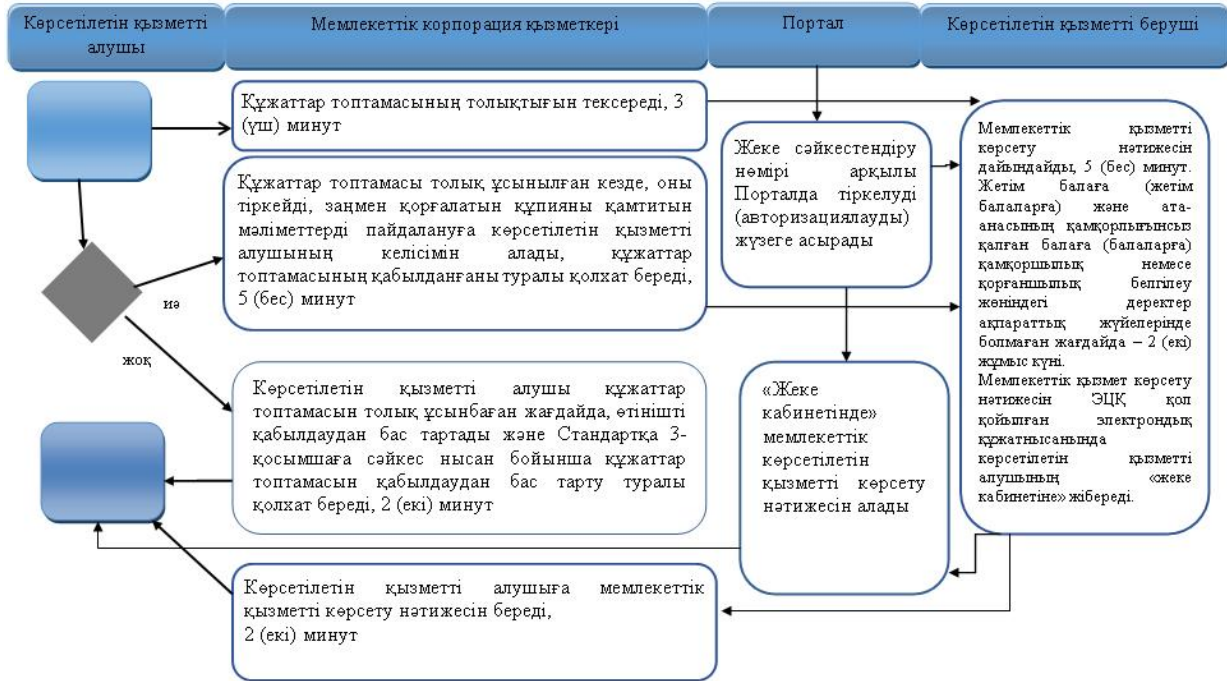 Көрсетілетін қызметті
алушы
Мемлекеттік корпорация қызметкері
Портал
Көрсетілетін қызметті беруші
Құжаттар топтамасының толықтығын тексереді, 3
(үш) минут
Құжаттар топтамасы толық ұсынылған кезде, оны
тіркейді, заңмен қорғалатын құпияны қамтитын
мәліметтерді пайдалануға көрсетілетін қызметті
алушының келісімін алады, құжаттар
топтамасының қабылданғаны туралы қолхат береді,
5 (бес) минут
иә
жоқ
Көрсетілетін қызметті алушы құжаттар
топтамасын толық ұсынбаған жағдайда, өтінішті
қабылдаудан бас тартады және Стандартқа 3-
қосымшаға сәйкес нысан бойынша құжаттар
топтамасын қабылдаудан бас тарту туралы
қолхат береді, 2 (екі) минут
Көрсетілетін қызметті алушыға мемлекеттік
қызметті көрсету нәтижесін береді,
2 (екі) минут
Жеке сәйкестендіру
нөмірі арқылы
Порталда тіркелуді
(авторизациялауды)
жүзеге асырады
«Жеке
кабинетінде»
мемлекеттік
көрсетілетін
қызметті көрсету
нәтижесін алады
Мемлекеттік қызметті
көрсету нәтижесін
дайындайды, 5 (бес) минут.
Жетім балаға (жетім
балаларға) және ата-
анасының қамқорлығынсыз
қалған балаға (балаларға)
қамқоршылық немесе
қорғаншылық белгілеу
жөніндегі деректер
ақпараттық жүйелерінде
болмаған жағдайда – 2 (екі)
жұмыс күні.
Мемлекеттік қызмет көрсету
нәтижесін ЭЦҚ қол
қойылған электрондық
құжатнысанында
көрсетілетін қызметті
алушының «жеке
кабинетіне» жібереді.